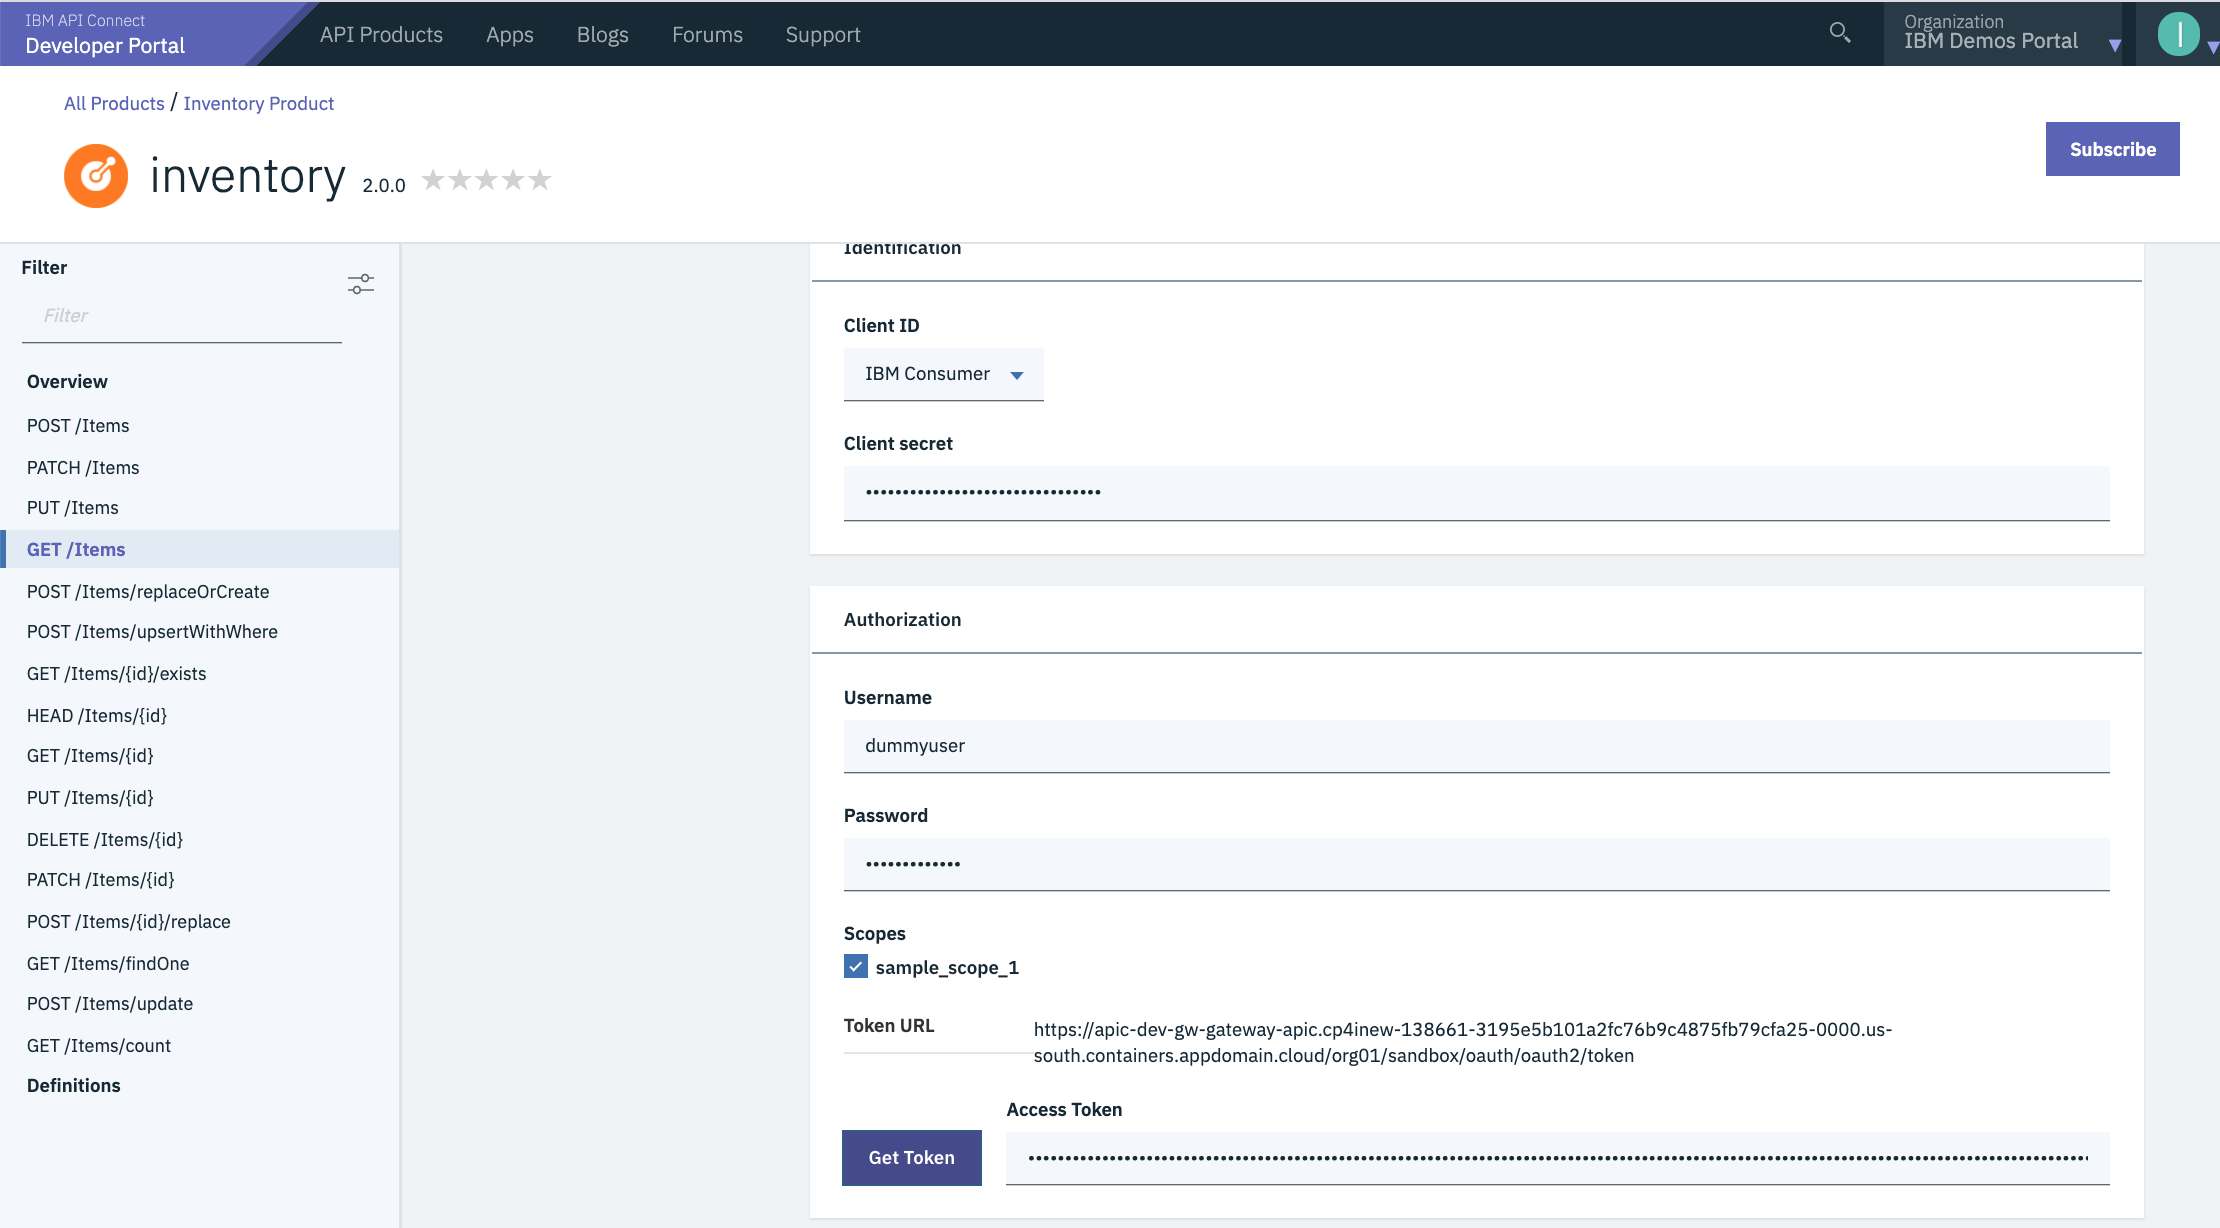 IBM API Connect
Developer Portal
API Products
Apps
Blogs
Forums
Support
Organization
IBM Demos Portal
I
All Products / Inventory Product
inventory 2.0.0
Subscribe
Filter
Filter
Overview
POST /Items
PATCH /Items
PUT /Items
GET /Items
POST /Items/replaceOrCreate
POST /Items/upsertWithWhere
GET /Items/{id}/exists
HEAD /Items/{id}
GET /Items/{id}
PUT /Items/{id}
DELETE /Items/{id}
PATCH /Items/{id}
POST /Items/{id}/replace
GET /Items/findOne
POST /Items/update
GET /Items/count
Definitions
Identification
Client ID
IBM Consumer
Client secret
Authorization
Username
dummyuser
Password
Scopes
sample_scope_1
Token URL
https://apic-dev-gw-gateway-apic.cp4inew-138661-3195e5b101a2fc76b9c4875fb79cfa25-0000.us-
south.containers.appdomain.cloud/org01/sandbox/oauth/oauth2/token
Access Token
Get Token